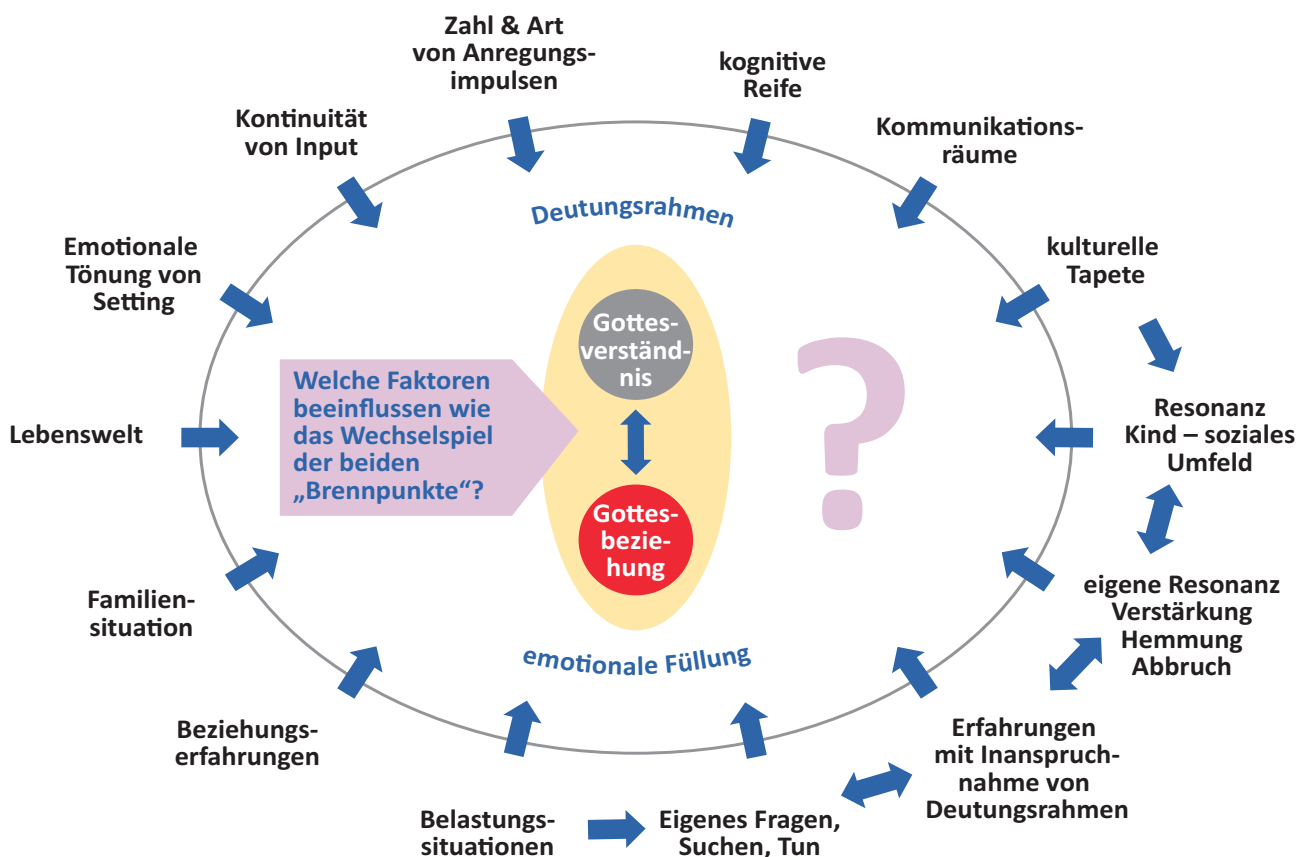 Zahl & Art
von Anregungs-
impulsen
kognitive
Reife
Kontinuität
von Input
Kommunikations-
räume
Deutungsrahmen
Emotionale
Tönung von
Setting
kulturelle
Tapete
Gottes-
verständ-
nis
Welche Faktoren
beeinflussen wie
das Wechselspiel
der beiden
„Brennpunkte“?
?
Lebenswelt
Resonanz
Kind – soziales
Umfeld
Gottes-
bezie-
hung
Familien-
situation
eigene Resonanz
Verstärkung
Hemmung
Abbruch
emotionale Füllung
Beziehungs-
erfahrungen
Erfahrungen
mit Inanspruch-
nahme von
Deutungsrahmen
Belastungs-
situationen
Eigenes Fragen,
Suchen, Tun